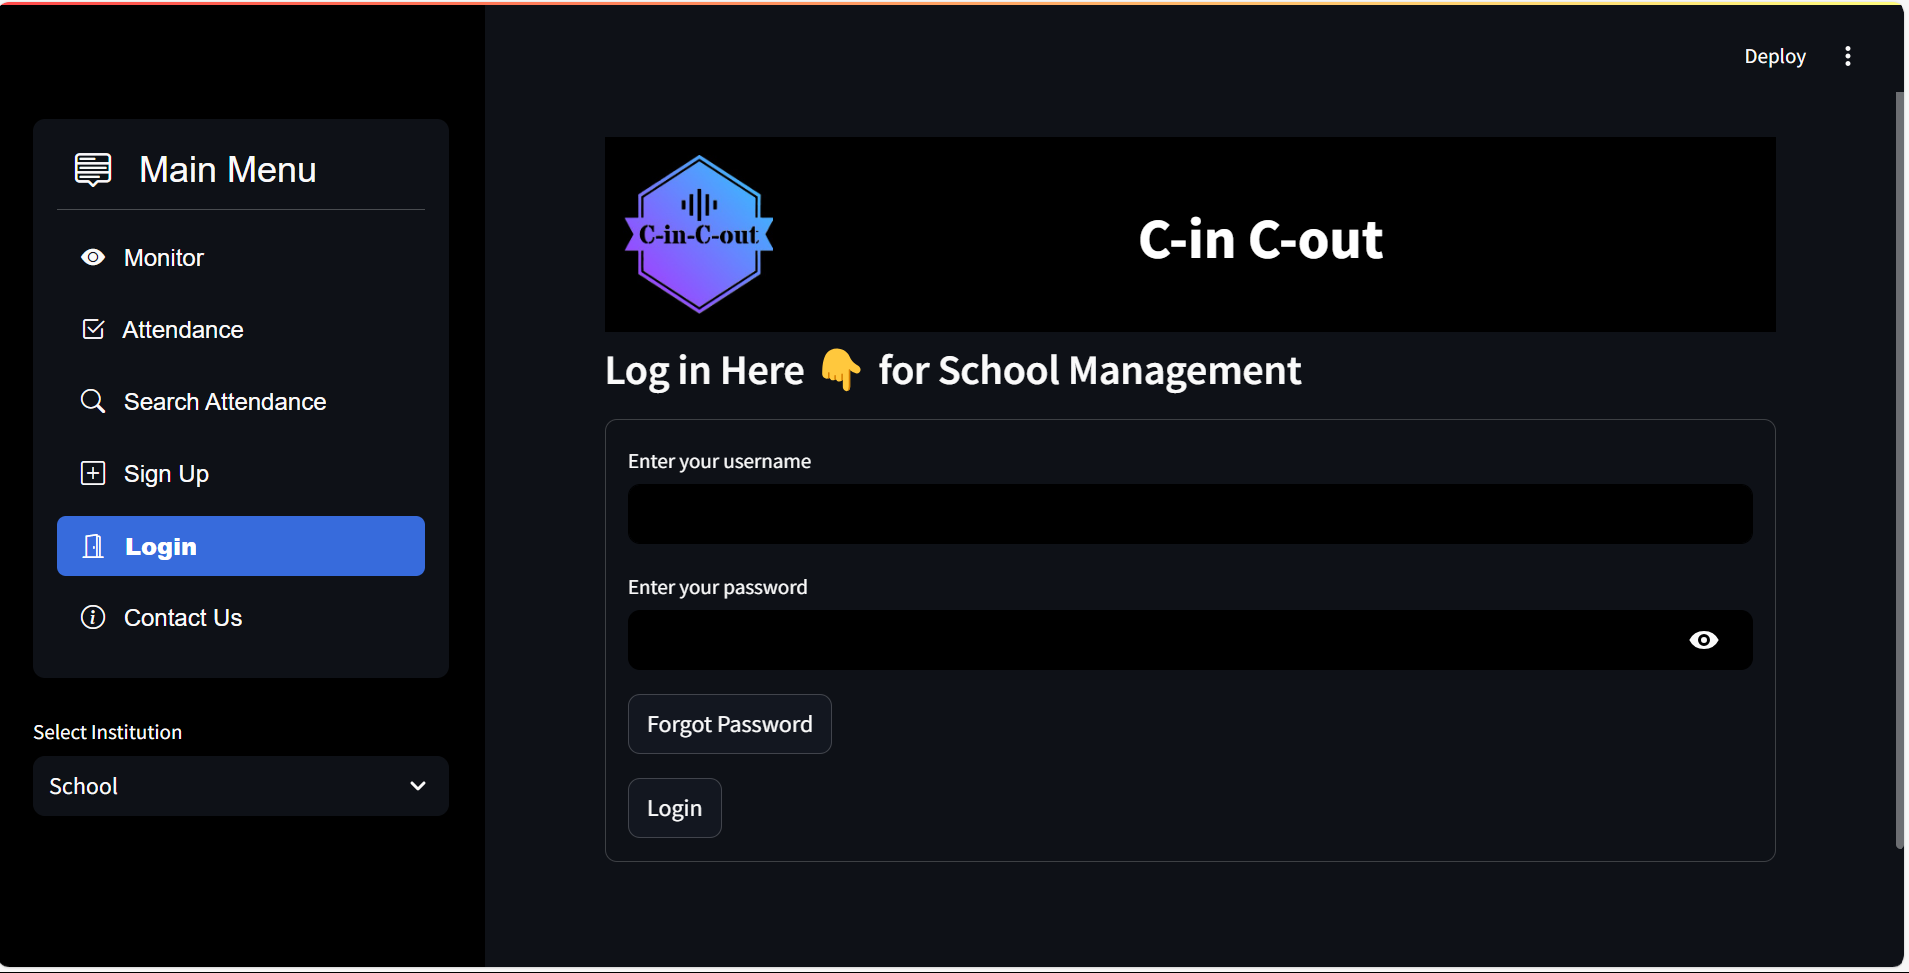 Deploy
Main Menu
Monitor
Attendance
Search Attendance
Sign Up
Login
Contact Us
Select Institution
School
C-in-C-out
C-in C-out
Log in Here 👇 for School Management
Enter your username
Enter your password
Forgot Password
Login